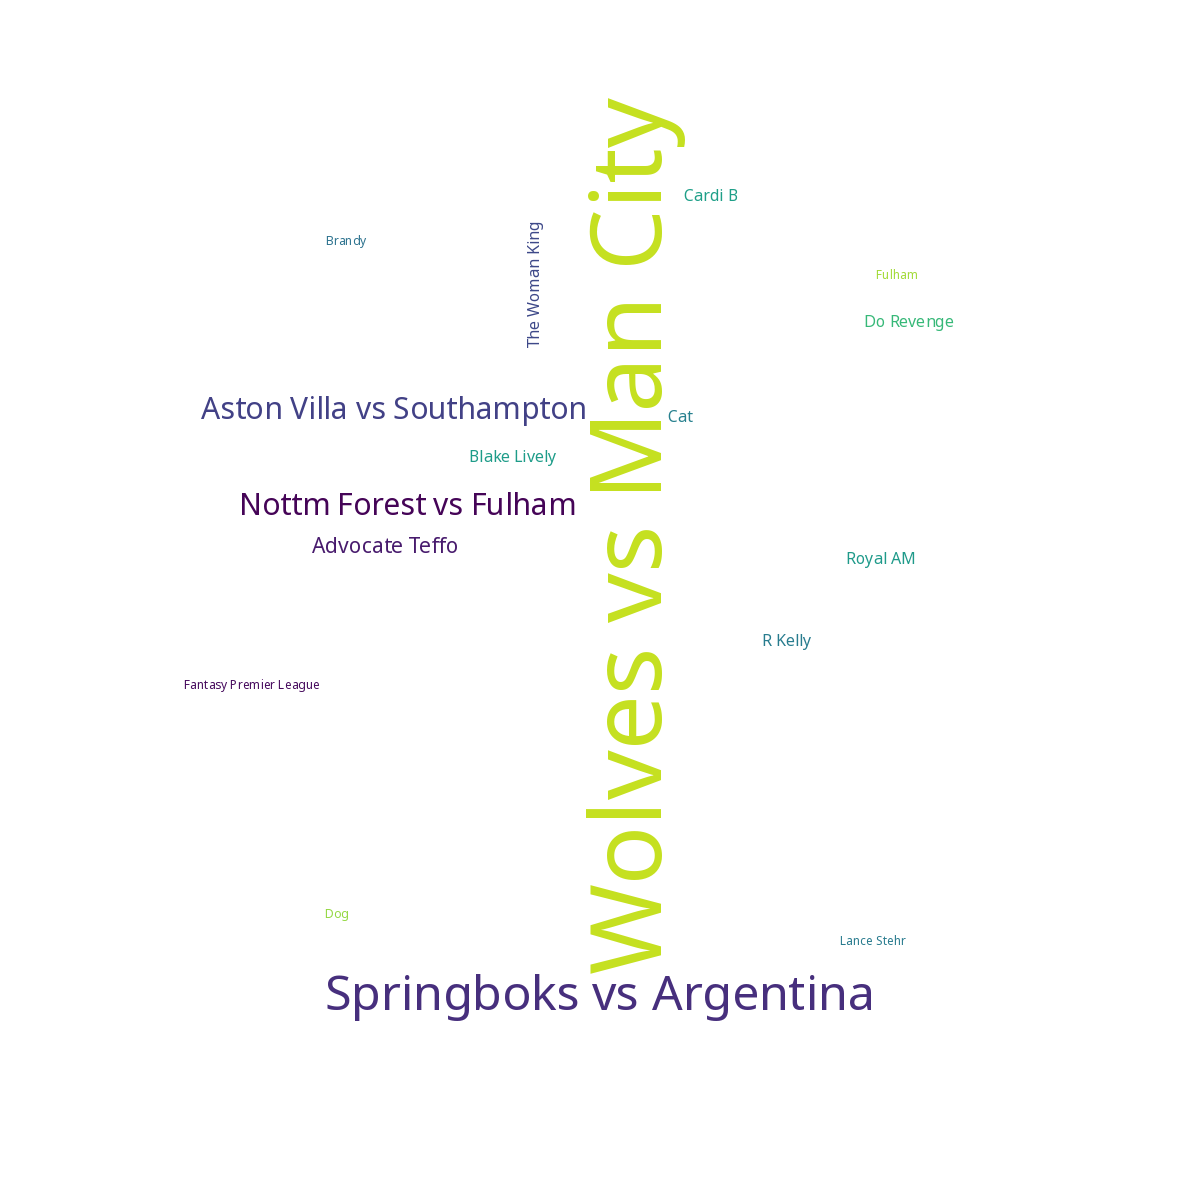 Wolves vs Man City
Cardi B
The Woman King
Brandy
Fulham
Do Revenge
Aston Villa vs Southampton
Cat
Blake Lively
Nottm Forest vs Fulham
Advocate Teffo
Royal AM
R Kelly
Fantasy Premier League
Dog
Lance Stehr
Springboks vs Argentina